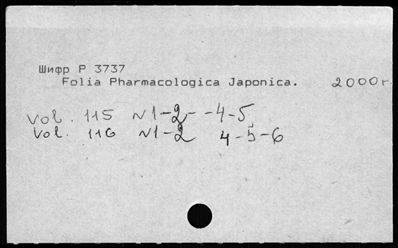 Шифр Р 3737
Folia Pharmacologica Japonica. 2000г
vol. 115 N1-2- -4-5
vol. 116 N1-2 4-5-6